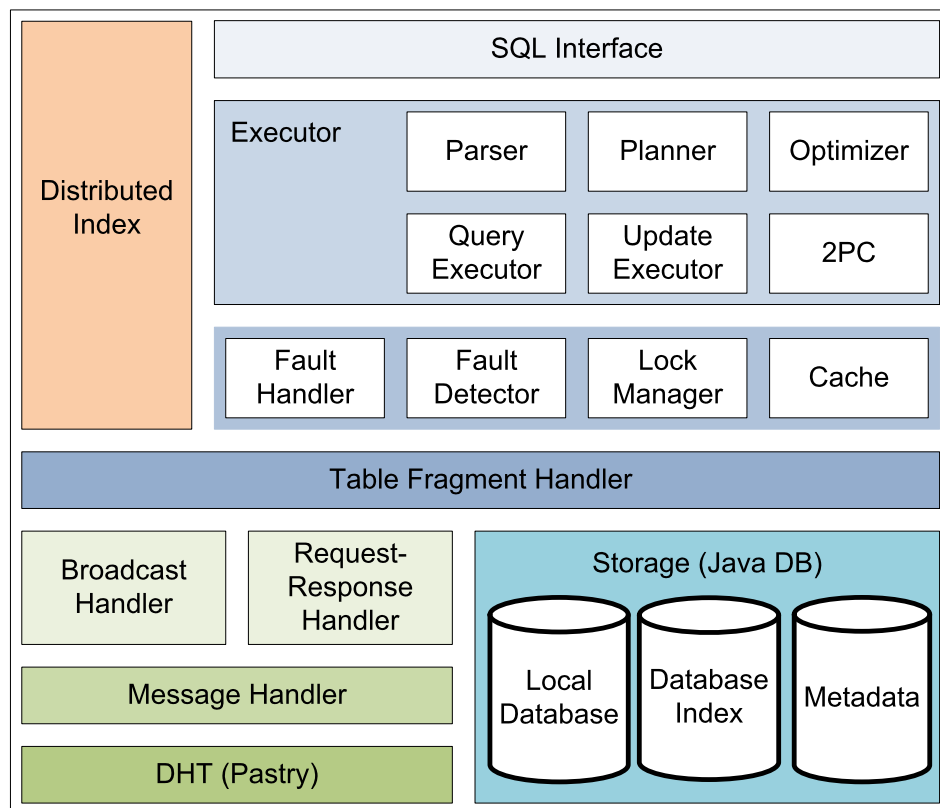 Distributed
Index
SQL Interface
Executor
Parser
Planner
Optimizer
Query
Executor
Update
Executor
2PC
Fault
Handler
Fault
Detector
Lock
Manager
Cache
Table Fragment Handler
Broadcast
Handler
Request-
Response
Handler
Message Handler
DHT (Pastry)
Storage (Java DB)
Local
Database
Database
Index
Metadata